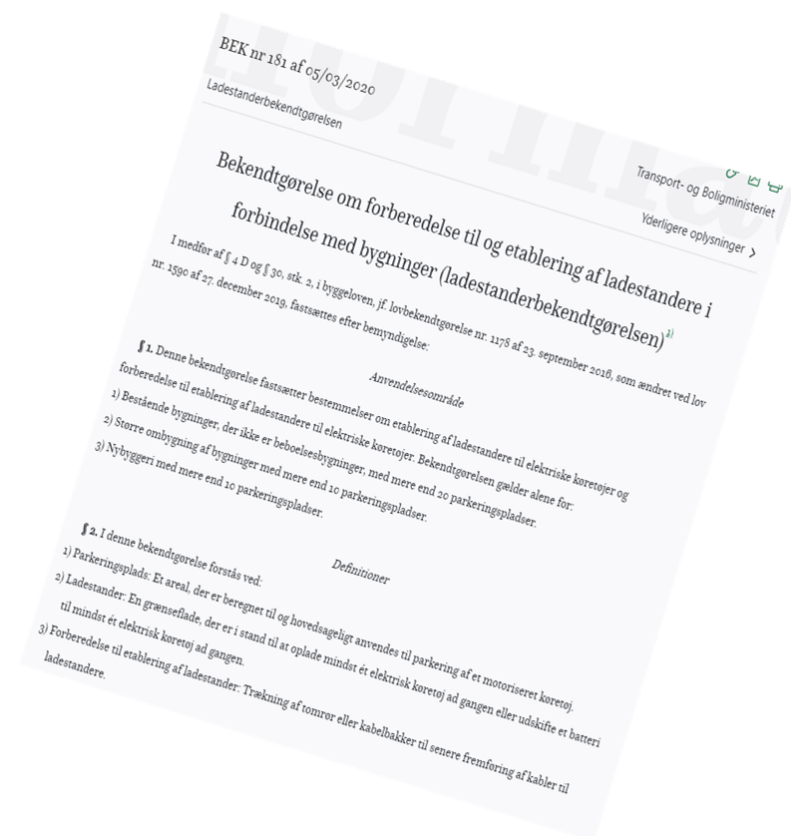 BEK nr 181 af 05/03/2020
Ladestanderbekendtgørelsen
Transport- og Boligministeriet
Yderligere oplysninger
Bekendtgørelse om forberedelse til og etablering af ladestandere i
forbindelse med bygninger (ladestanderbekendtgørelsen)1)
I medfør af § 4 D og § 30, stk. 2, i byggeloven, jf. lovbekendtgørelse nr. 1178 af 23. september 2016, som ændret ved lov
nr. 1590 af 27. december 2019, fastsættes efter bemyndigelse:
Anvendelsesområde
§ 1. Denne bekendtgørelse fastsætter bestemmelser om etablering af ladestandere til elektriske køretøjer og
forberedelse til etablering af ladestandere til elektriske køretøjer. Bekendtgørelsen gælder alene for:
1) Bestående bygninger, der ikke er beboelsesbygninger, med mere end 20 parkeringspladser.
2) Større ombygning af bygninger med mere end 10 parkeringspladser.
3) Nybyggeri med mere end 10 parkeringspladser.
Definitioner
§ 2. I denne bekendtgørelse forstås ved:
1) Parkeringsplads: Et areal, der er beregnet til og hovedsageligt anvendes til parkering af et motoriseret køretøj.
2) Ladestander: En grænseflade, der er i stand til at oplade mindst ét elektrisk køretøj ad gangen eller udskifte et batteri
til mindst ét elektrisk køretøj ad gangen.
3) Forberedelse til etablering af ladestander: Trækning af tomrør eller kabelbakker til senere fremføring af kabler til
ladestandere.